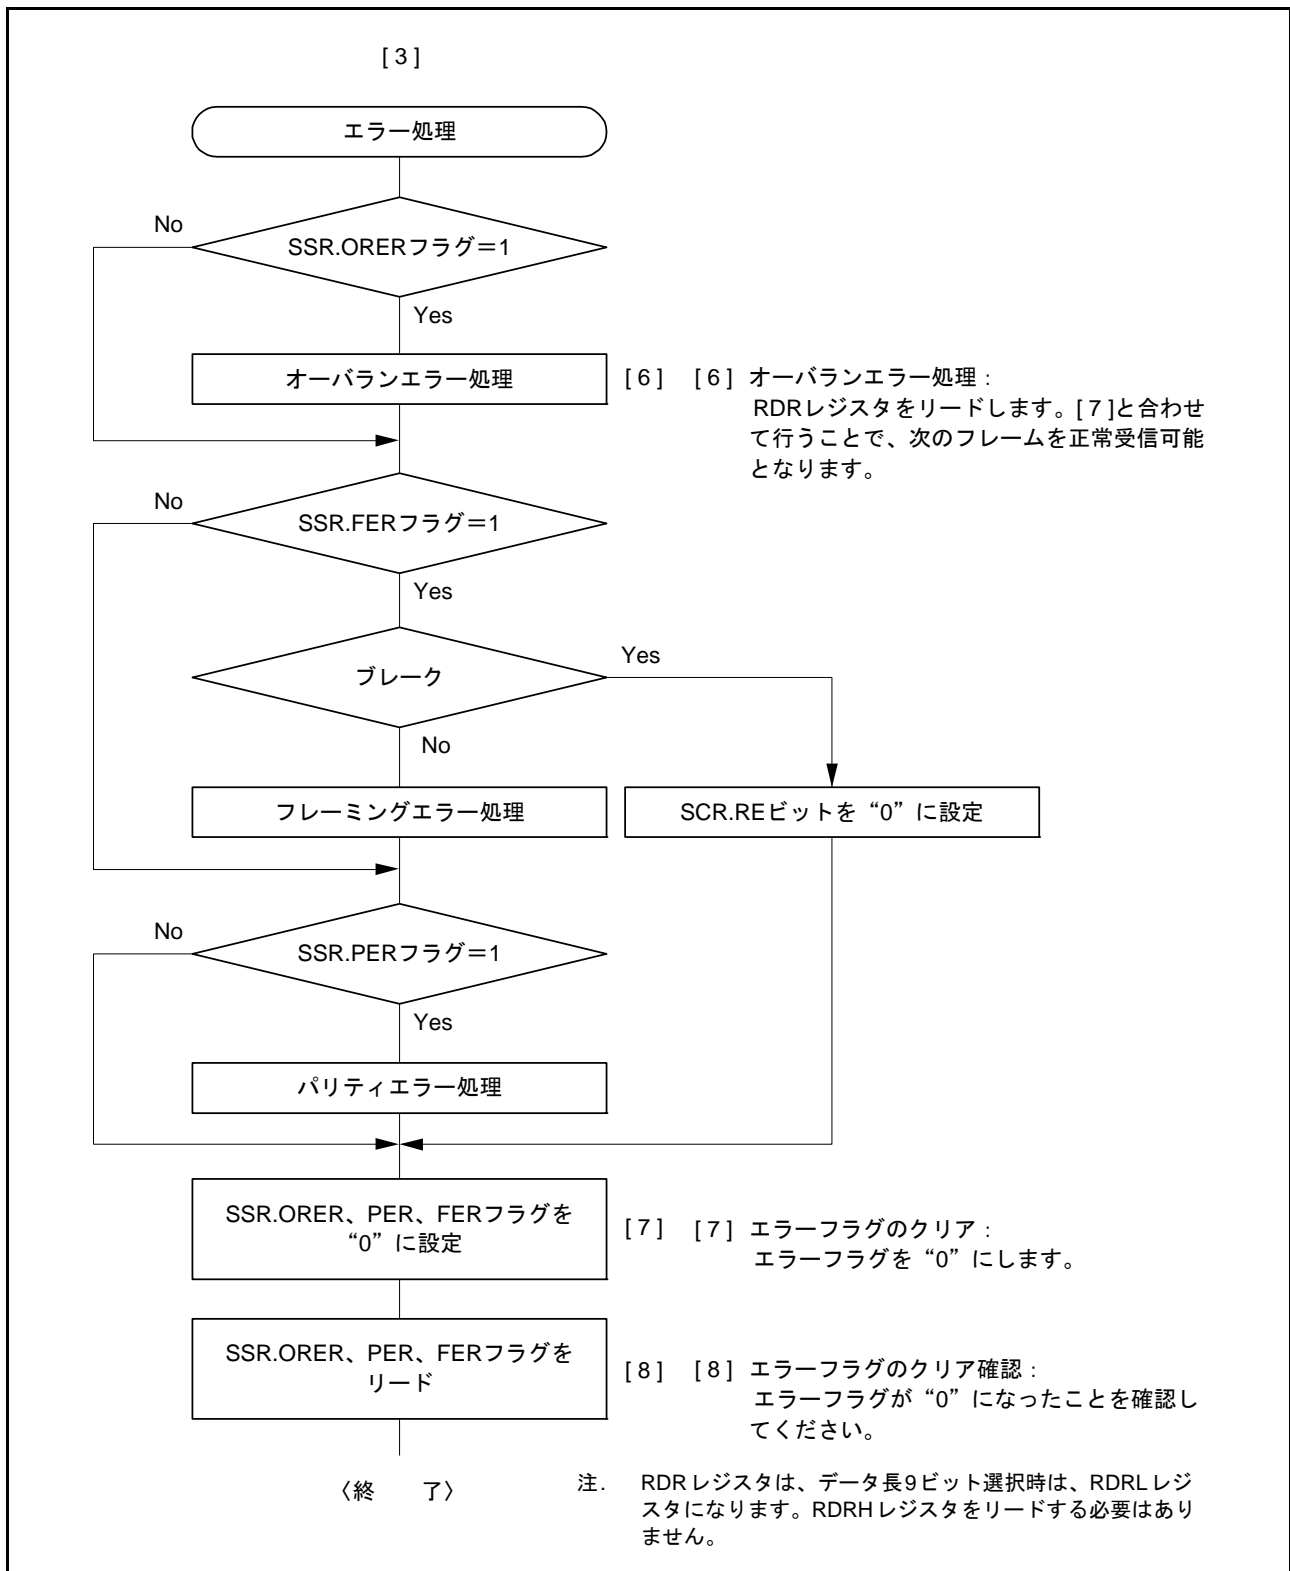 [3]
エラー処理
No
SSR.ORERフラグ＝1
Yes
オーバランエラー処理
[6]
[6] オーバランエラー処理：
RDRレジスタをリードします。[7]と合わせ
て行うことで、次のフレームを正常受信可能
となります。
No
SSR.FERフラグ＝1
Yes
ブレーク
Yes
No
フレーミングエラー処理
SCR.REビットを“0”に設定
No
SSR.PERフラグ＝1
Yes
パリティエラー処理
SSR.ORER、PER、FERフラグを
“0”に設定
[7]
[7] エラーフラグのクリア：
エラーフラグを“0”にします。
SSR.ORER、PER、FERフラグを
リード
[8]
[8] エラーフラグのクリア確認：
エラーフラグが“0”になったことを確認し
てください。
〈終　了〉
注． RDRレジスタは、データ長9ビット選択時は、RDRLレジ
スタになります。RDRHレジスタをリードする必要はあり
ません。